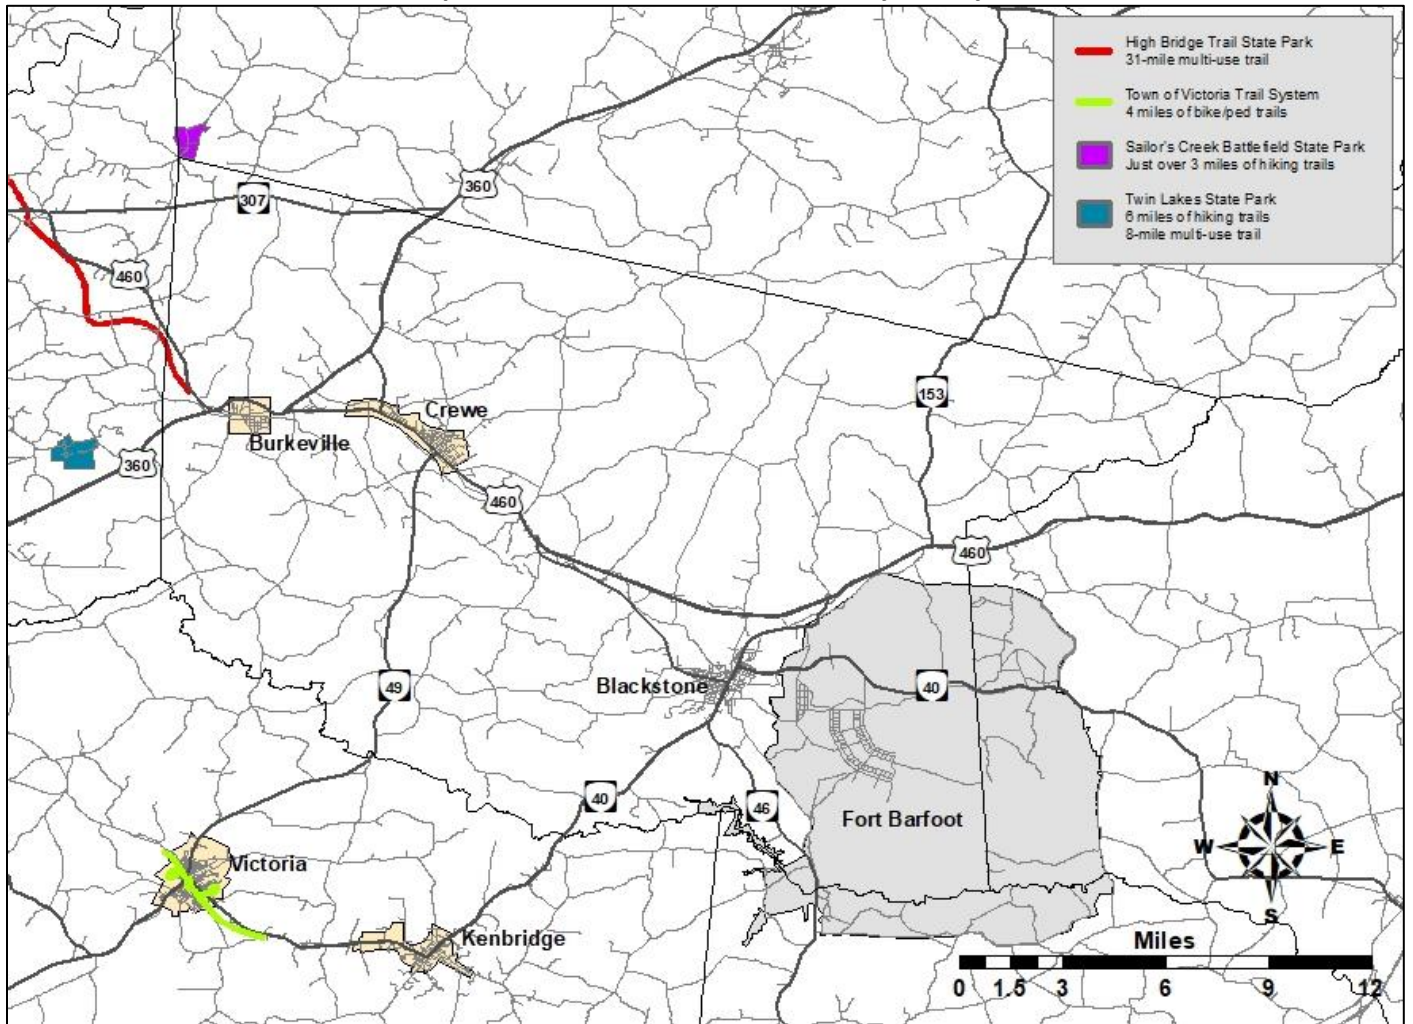 High Bridge Trail State Park
31-mile multi-use trail
Town of Victoria Trail System
4 miles of bike/ped trails
Sailor's Creek Battlefield State Park
Just over 3 miles of hiking trails
Twin Lakes State Park
6 miles of hiking trails
8-mile multi-use trail
360
307
460
153
Crewe
Burkeville
360
460
460
49
Blackstone
40
40
46
Fort Barfoot
Victoria
Kenbridge
N
W
E
S
Miles
0 1.5 3 6 9 12